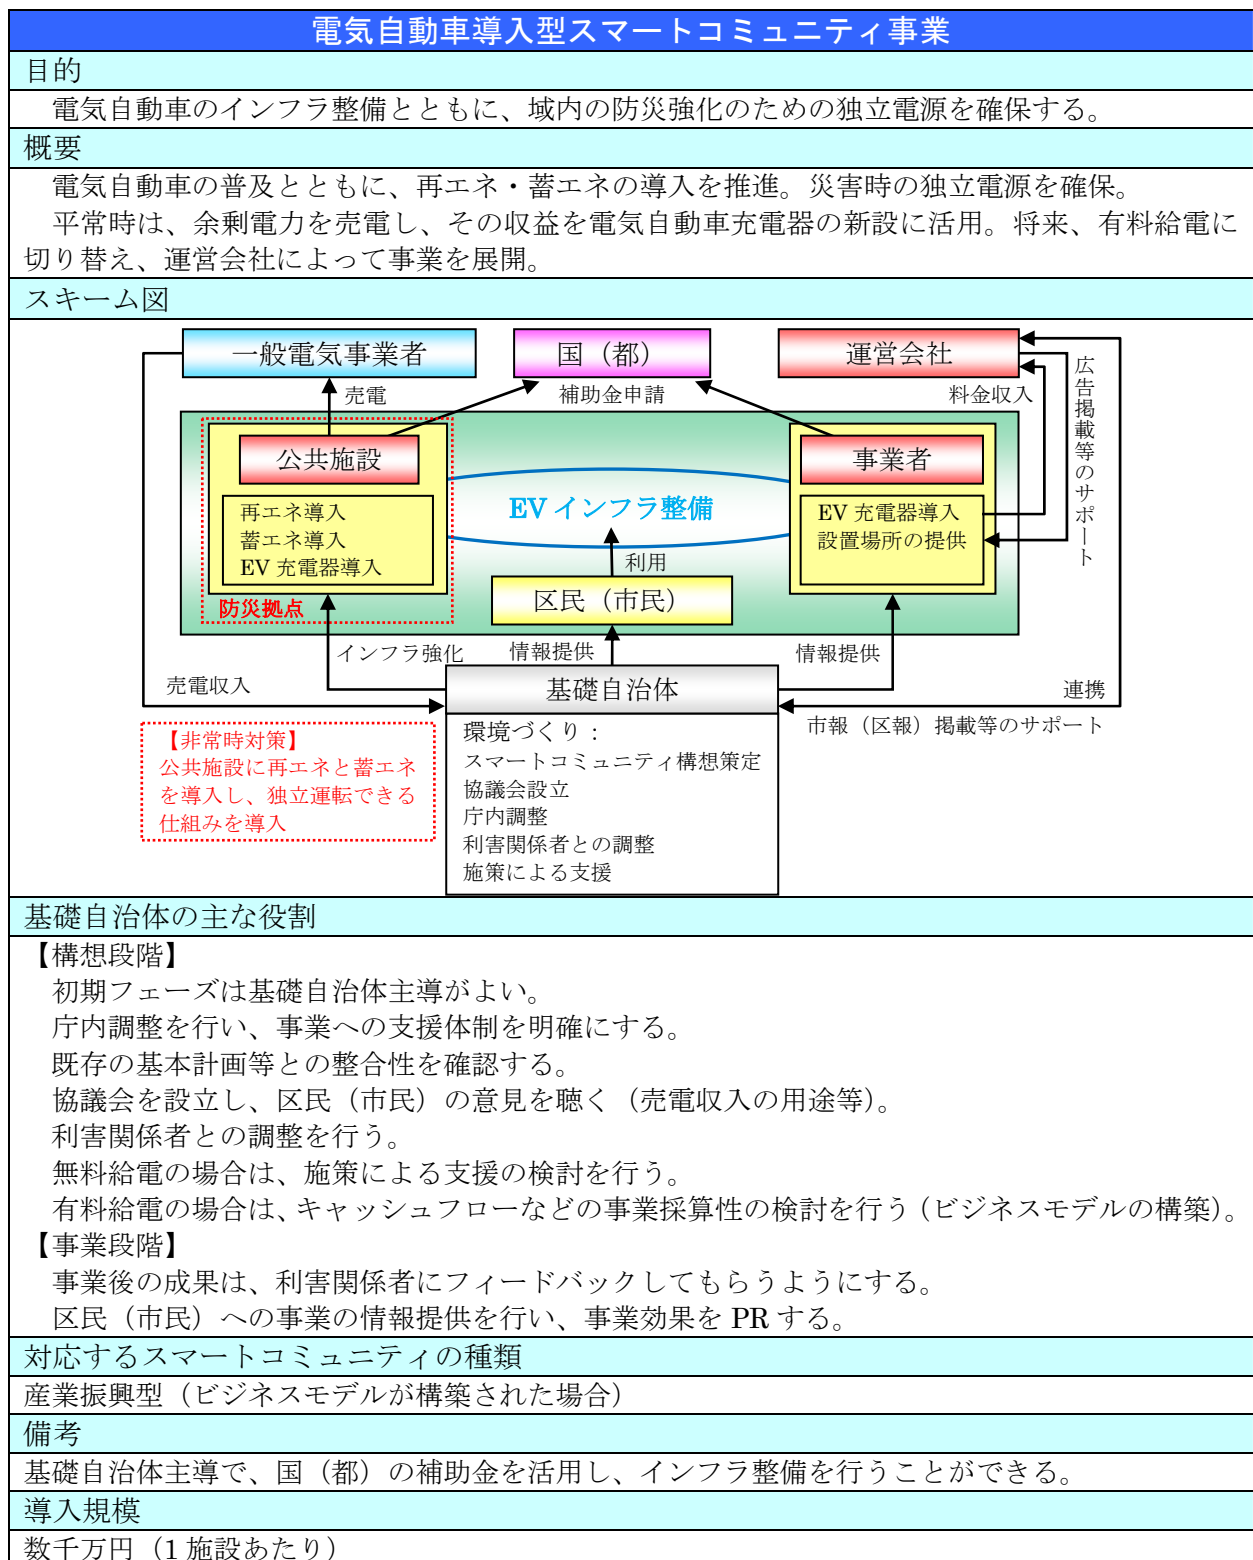 電気自動車導入型スマートコミュニティ事業
目的
電気自動車のインフラ整備とともに、域内の防災強化のための独立電源を確保する。
概要
電気自動車の普及とともに、再エネ・蓄エネの導入を推進。災害時の独立電源を確保。
平常時は、余剰電力を売電し、その収益を電気自動車充電器の新設に活用。将来、有料給電に
切り替え、運営会社によって事業を展開。
スキーム図
一般電気事業者
国（都）
運営会社
売電
補助金申請
料金収入
広告掲載等のサポート
公共施設
事業者
再エネ導入
蓄エネ導入
EV 充電器導入
EV インフラ整備
EV 充電器導入
設置場所の提供
利用
防災拠点
区民（市民）
インフラ強化
情報提供
情報提供
売電収入
基礎自治体
連携
市報（区報）掲載等のサポート
【非常時対策】
公共施設に再エネと蓄エネ
を導入し、独立運転できる
仕組みを導入
環境づくり：
スマートコミュニティ構想策定
協議会設立
庁内調整
利害関係者との調整
施策による支援
基礎自治体の主な役割
【構想段階】
初期フェーズは基礎自治体主導がよい。
庁内調整を行い、事業への支援体制を明確にする。
既存の基本計画等との整合性を確認する。
協議会を設立し、区民（市民）の意見を聴く（売電収入の用途等）。
利害関係者との調整を行う。
無料給電の場合は、施策による支援の検討を行う。
有料給電の場合は、キャッシュフローなどの事業採算性の検討を行う（ビジネスモデルの構築）。
【事業段階】
事業後の成果は、利害関係者にフィードバックしてもらうようにする。
区民（市民）への事業の情報提供を行い、事業効果を PR する。
対応するスマートコミュニティの種類
産業振興型（ビジネスモデルが構築された場合）
備考
基礎自治体主導で、国（都）の補助金を活用し、インフラ整備を行うことができる。
導入規模
数千万円（1 施設あたり）